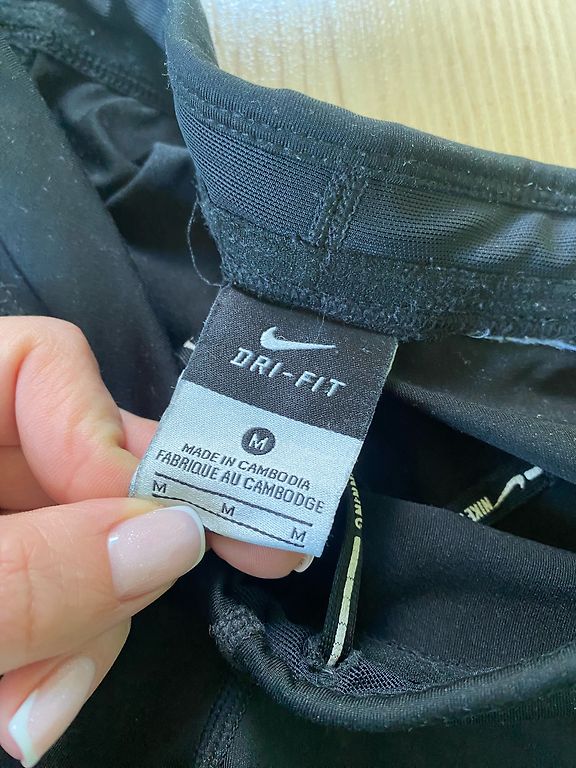 DRI-FIT
M
MADE IN CAMBODIA
FABRIQUE AU CAMBODGE
M M M
NIKE